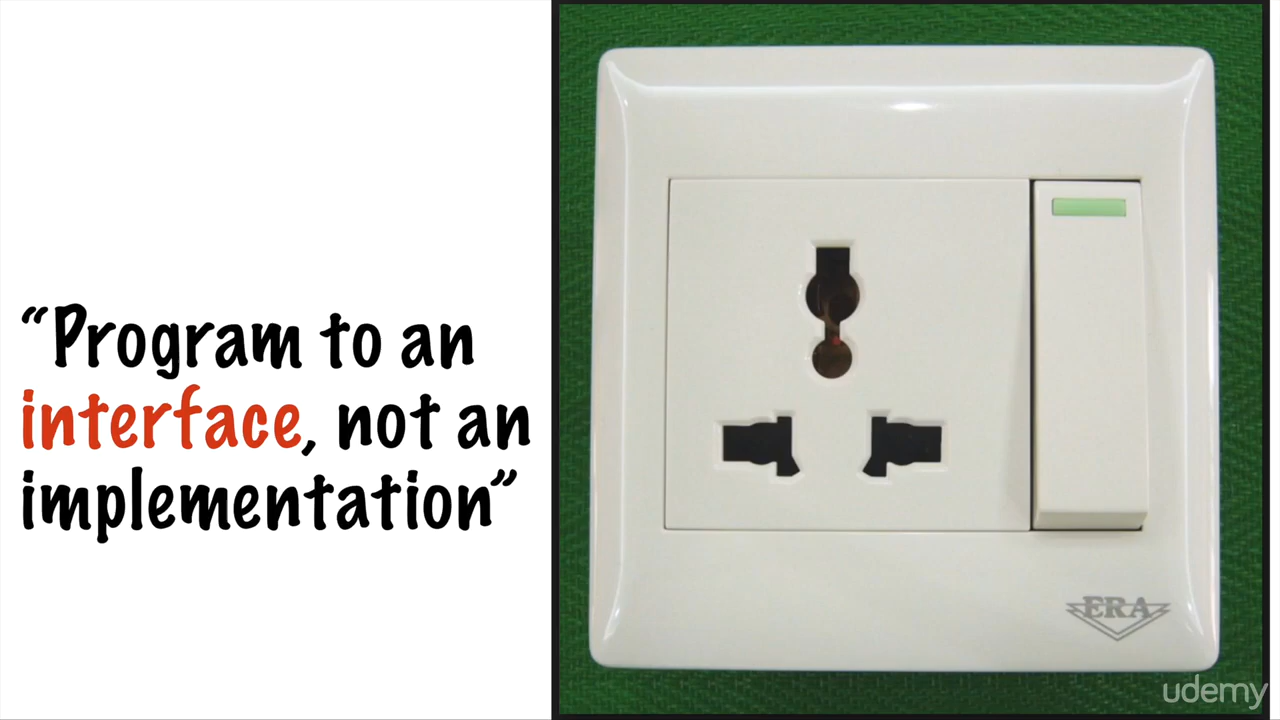 “Program to an
interface, not an
implementation”
ERA
udemy